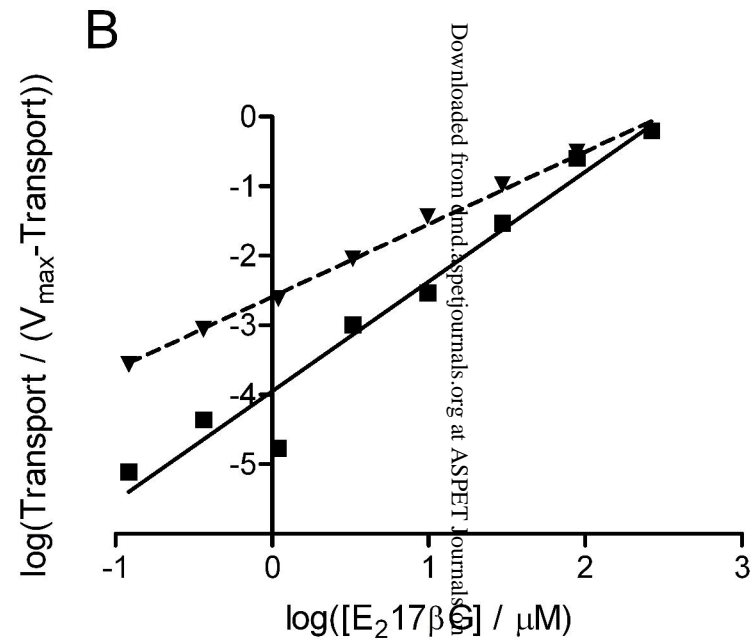 B
log(Transport / (Vmax-Transport))
0
-1
-2
-3
-4
-5
-1 0 1 2 3
log([E217βG] / μM)
Downloaded from dmd.aspetjournals.org at ASPET Journals on